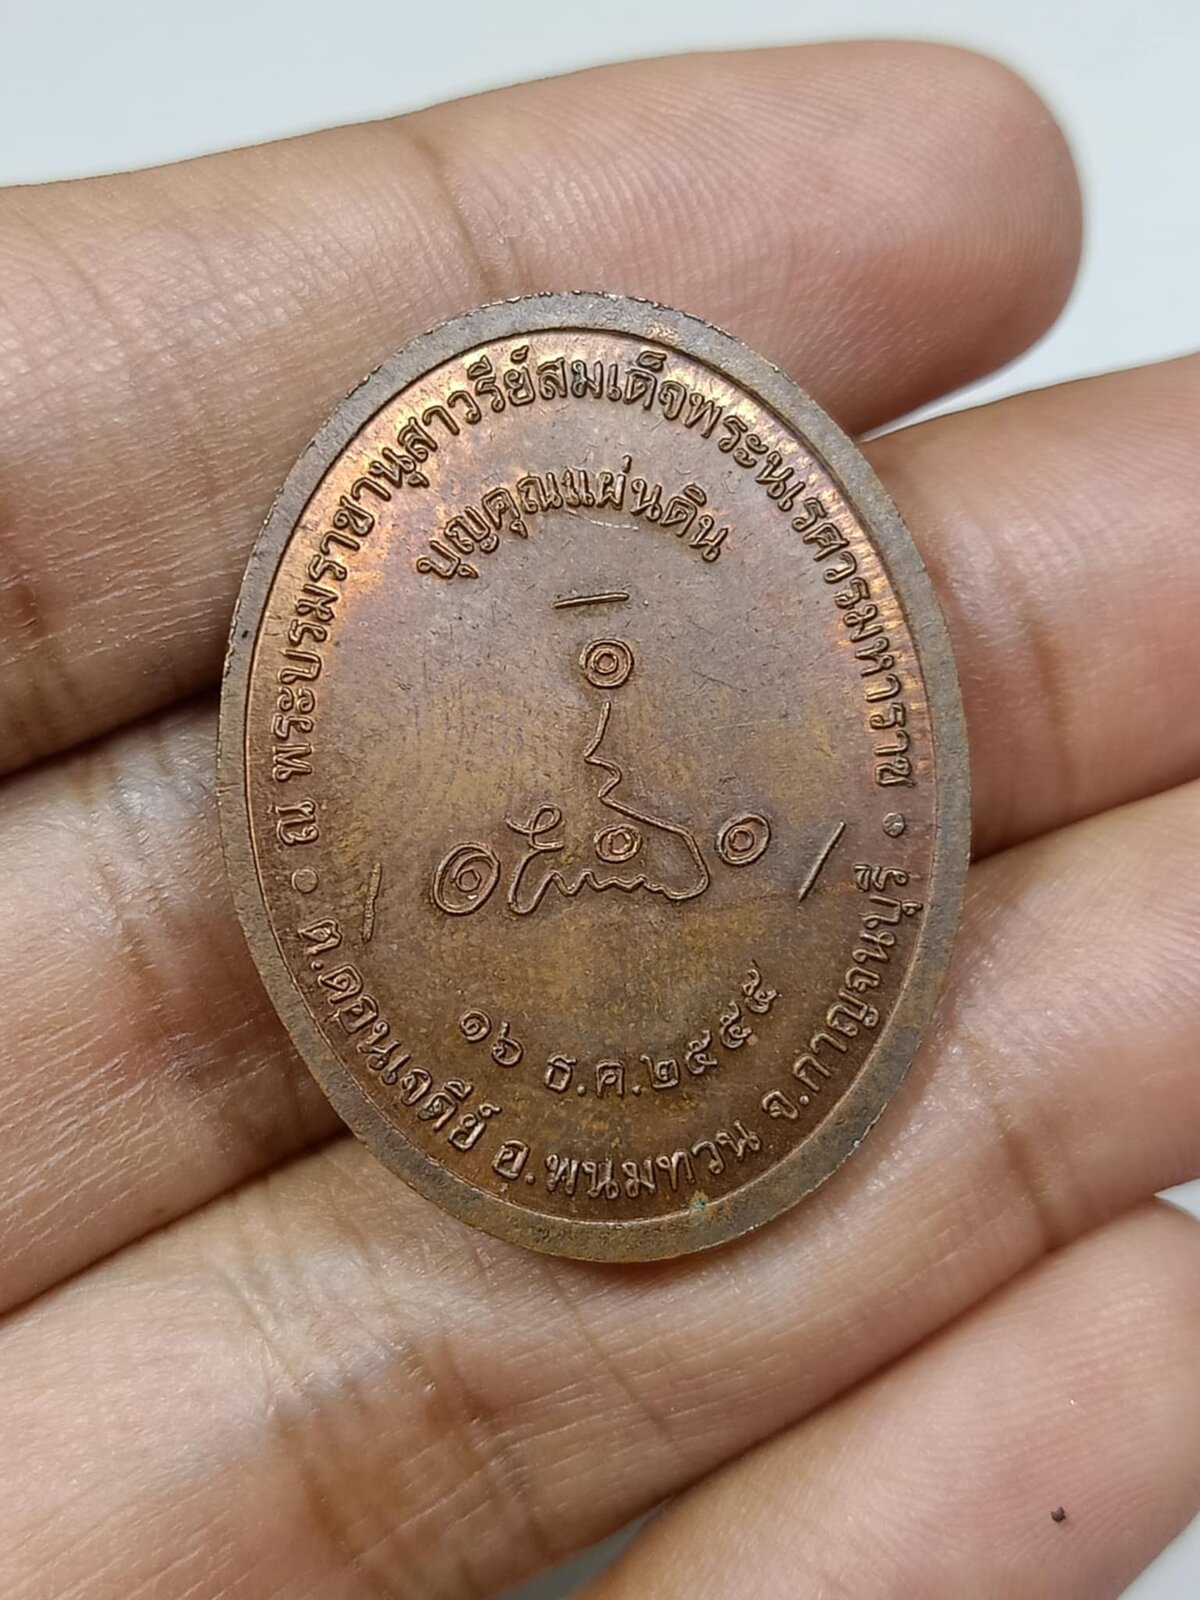 ณ พระบรมราชานุสาวรีย์สมเด็จพระนเรศวรมหาราช
บุญคุณแผ่นดิน
๑๖ ธ.ค.๒๕๕๕
ต.ดอนเจดีย์ อ.พนมทวน จ.กาญจนบุรี